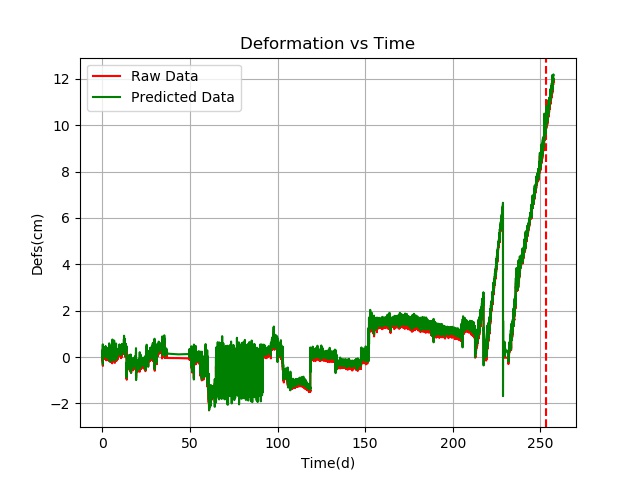 Deformation vs Time
Raw Data
Predicted Data
12
10
8
6
4
2
0
−2
Defs(cm)
0 50 100 150 200 250
Time(d)